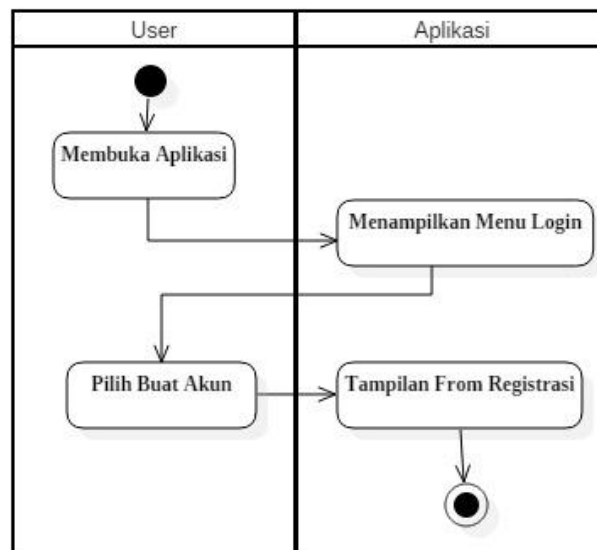 User
Aplikasi
Membuka Aplikasi
Menampilkan Menu Login
Pilih Buat Akun
Tampilan From Registrasi